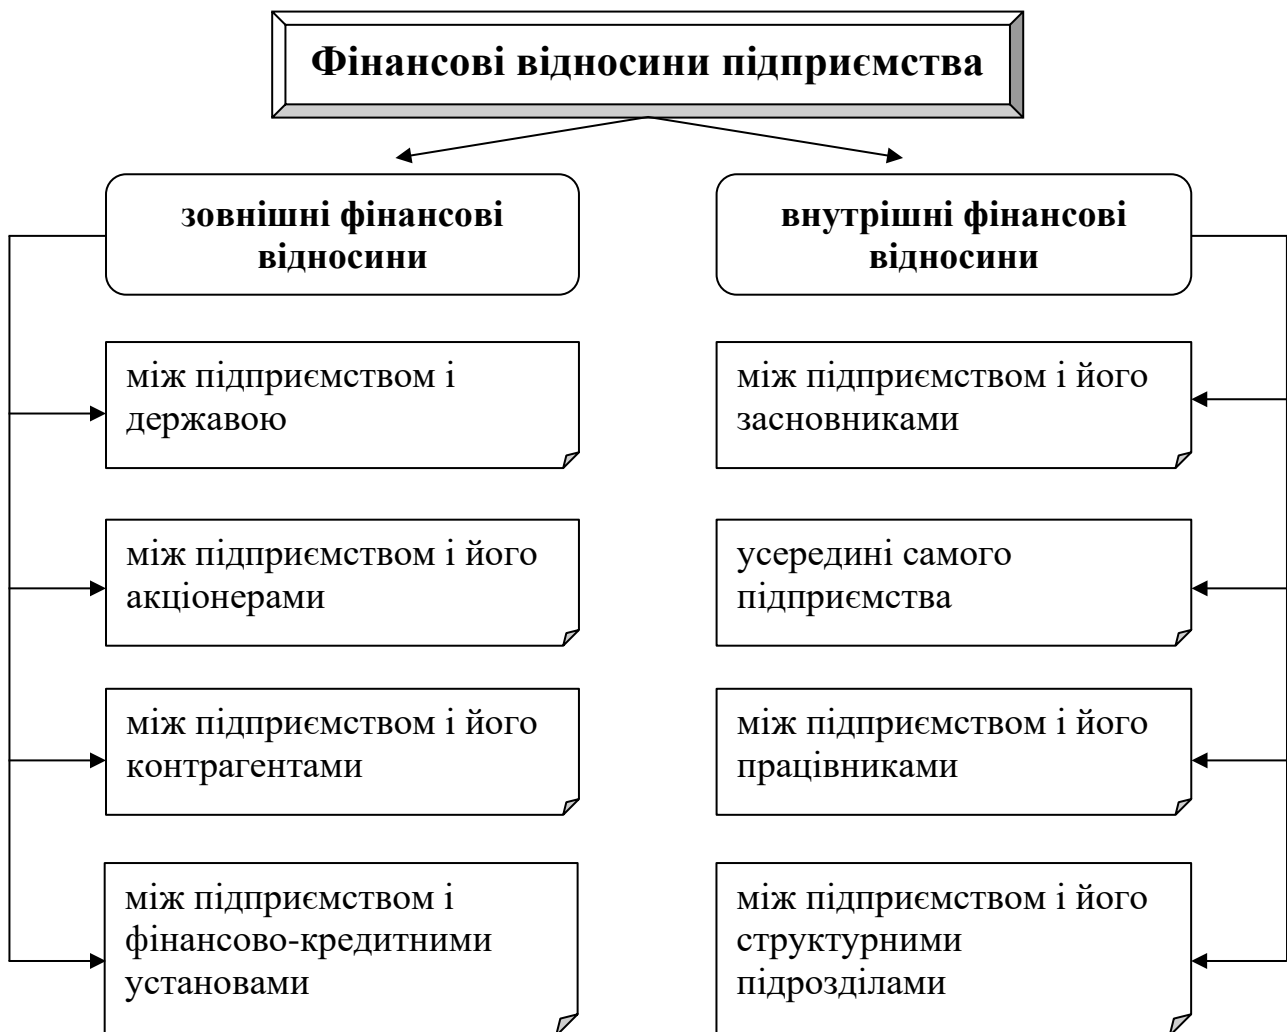 Фінансові відносини підприємства
зовнішні фінансові
відносини
між підприємством і
державою
між підприємством і його
акціонерами
між підприємством і його
контрагентами
між підприємством і
фінансово-кредитними
установами
внутрішні фінансові
відносини
між підприємством і його
засновниками
усередині самого
підприємства
між підприємством і його
працівниками
між підприємством і його
структурними
підрозділами